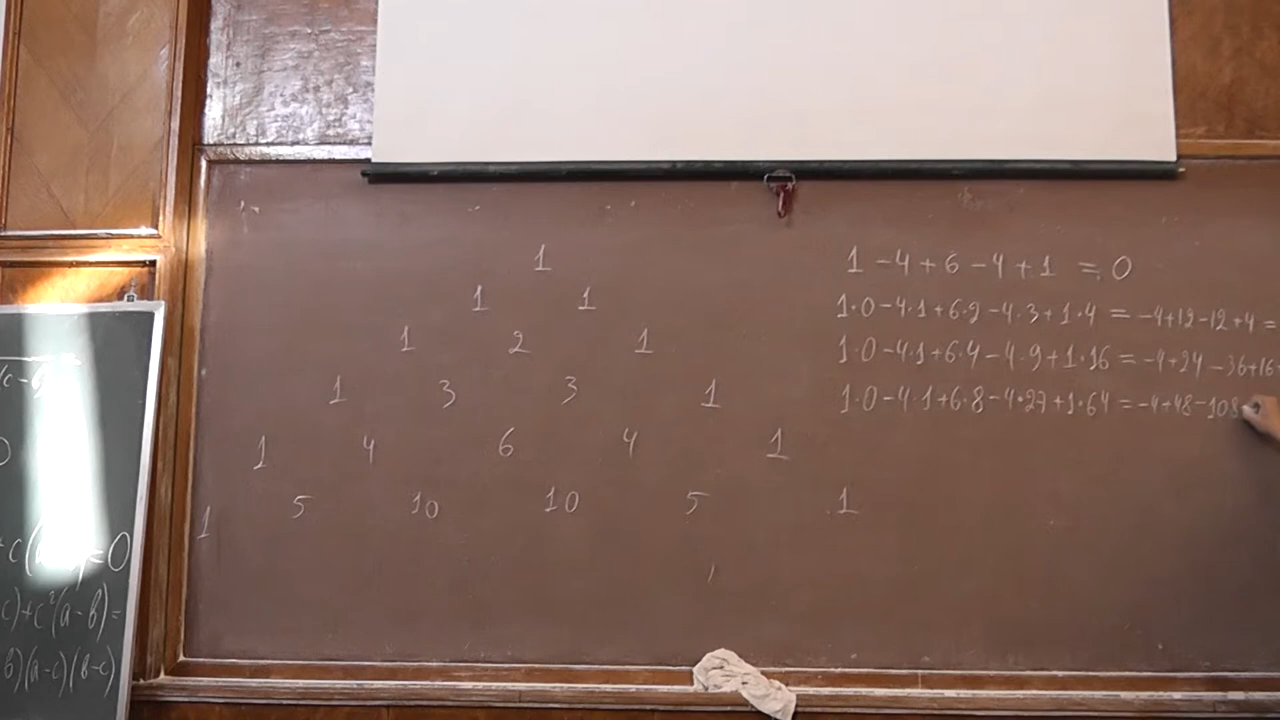 1
1 1
1 2 1
1 3 3 1
1 4 6 4 1
1 5 10 10 5 1
1 - 4 + 6 - 4 + 1 = 0
1·0 - 4·1 + 6·2 - 4·3 + 1·4 = -4+12-12+4 =
1·0 - 4·1 + 6·4 - 4·9 + 1·16 = -4+24-36+16
1·0 - 4·1 + 6·8 - 4·27 + 1·64 = -4+48-108
=0
c)+c²(a-b)=
b)(a-c)(b-c)